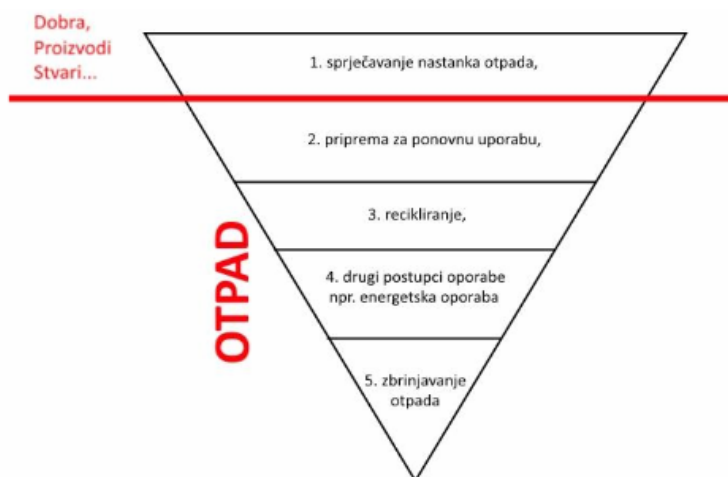 Dobra,
Proizvodi
Stvari...
1. sprječavanje nastanka otpada,
2. priprema za ponovnu uporabu,
3. recikliranje,
4. drugi postupci oporabe
npr. energetska oporaba
5. zbrinjavanje
otpada
OTPAD